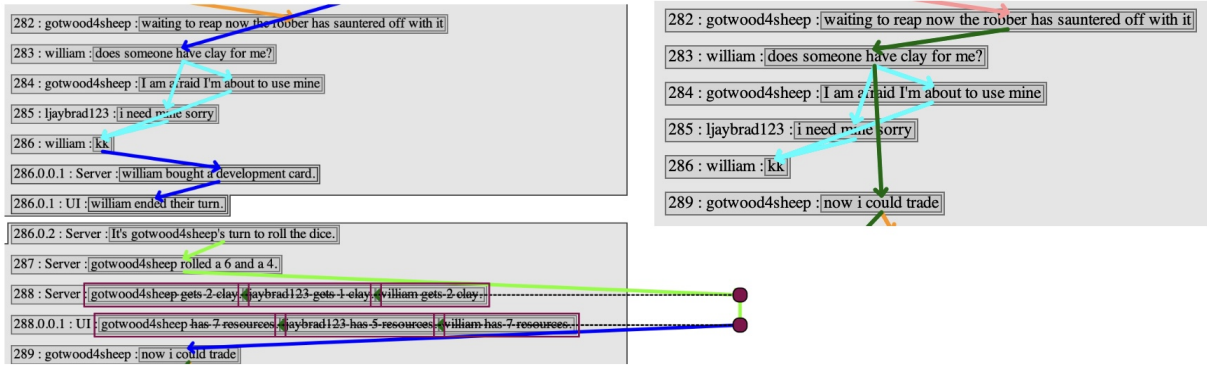 282 : gotwood4sheep : waiting to reap now the robber has sauntered off with it
283 : william : does someone have clay for me?
284 : gotwood4sheep : I am afraid I'm about to use mine
285 : ljaybrad123 : i need mine sorry
286 : william : kk
286.0.0.1 : Server : william bought a development card.
286.0.1 : UI : william ended their turn.
286.0.2 : Server : It's gotwood4sheep's turn to roll the dice.
287 : Server : gotwood4sheep rolled a 6 and a 4.
288 : Server : gotwood4sheep gets 2 clay. ljaybrad123 gets 1 clay. william gets 2 clay.
288.0.0.1 : UI : gotwood4sheep has 7 resources. ljaybrad123 has 5 resources. william has 7 resources.
289 : gotwood4sheep : now i could trade
282 : gotwood4sheep : waiting to reap now the robber has sauntered off with it
283 : william : does someone have clay for me?
284 : gotwood4sheep : I am afraid I'm about to use mine
285 : ljaybrad123 : i need mine sorry
286 : william : kk
289 : gotwood4sheep : now i could trade